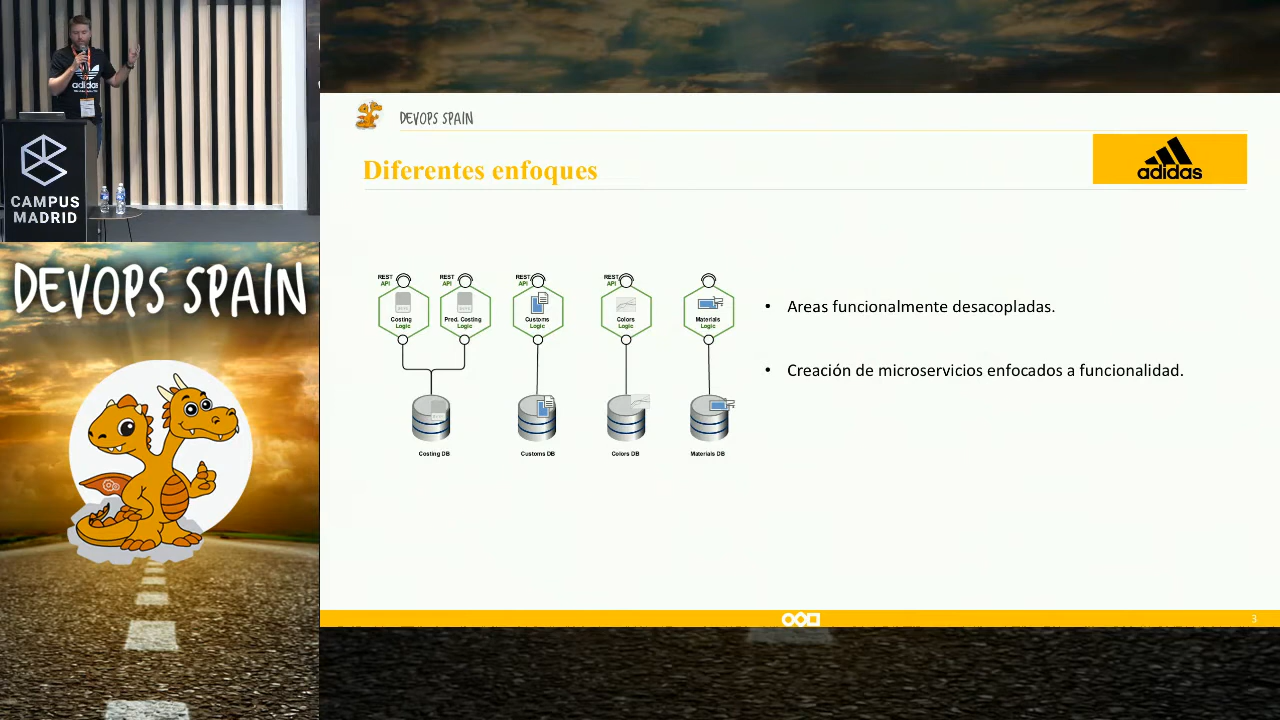 adidas
CAMPUS
MADRID
DEVOPS SPAIN
DEVOPS SPAIN
adidas
Diferentes enfoques
REST
API
REST
API
REST
API
REST
API
Costing
Logic
Pred. Costing
Logic
Customs
Logic
Colors
Logic
Materials
Logic
Costing DB
Customs DB
Colors DB
Materials DB
• Areas funcionalmente desacopladas.
• Creación de microservicios enfocados a funcionalidad.
3